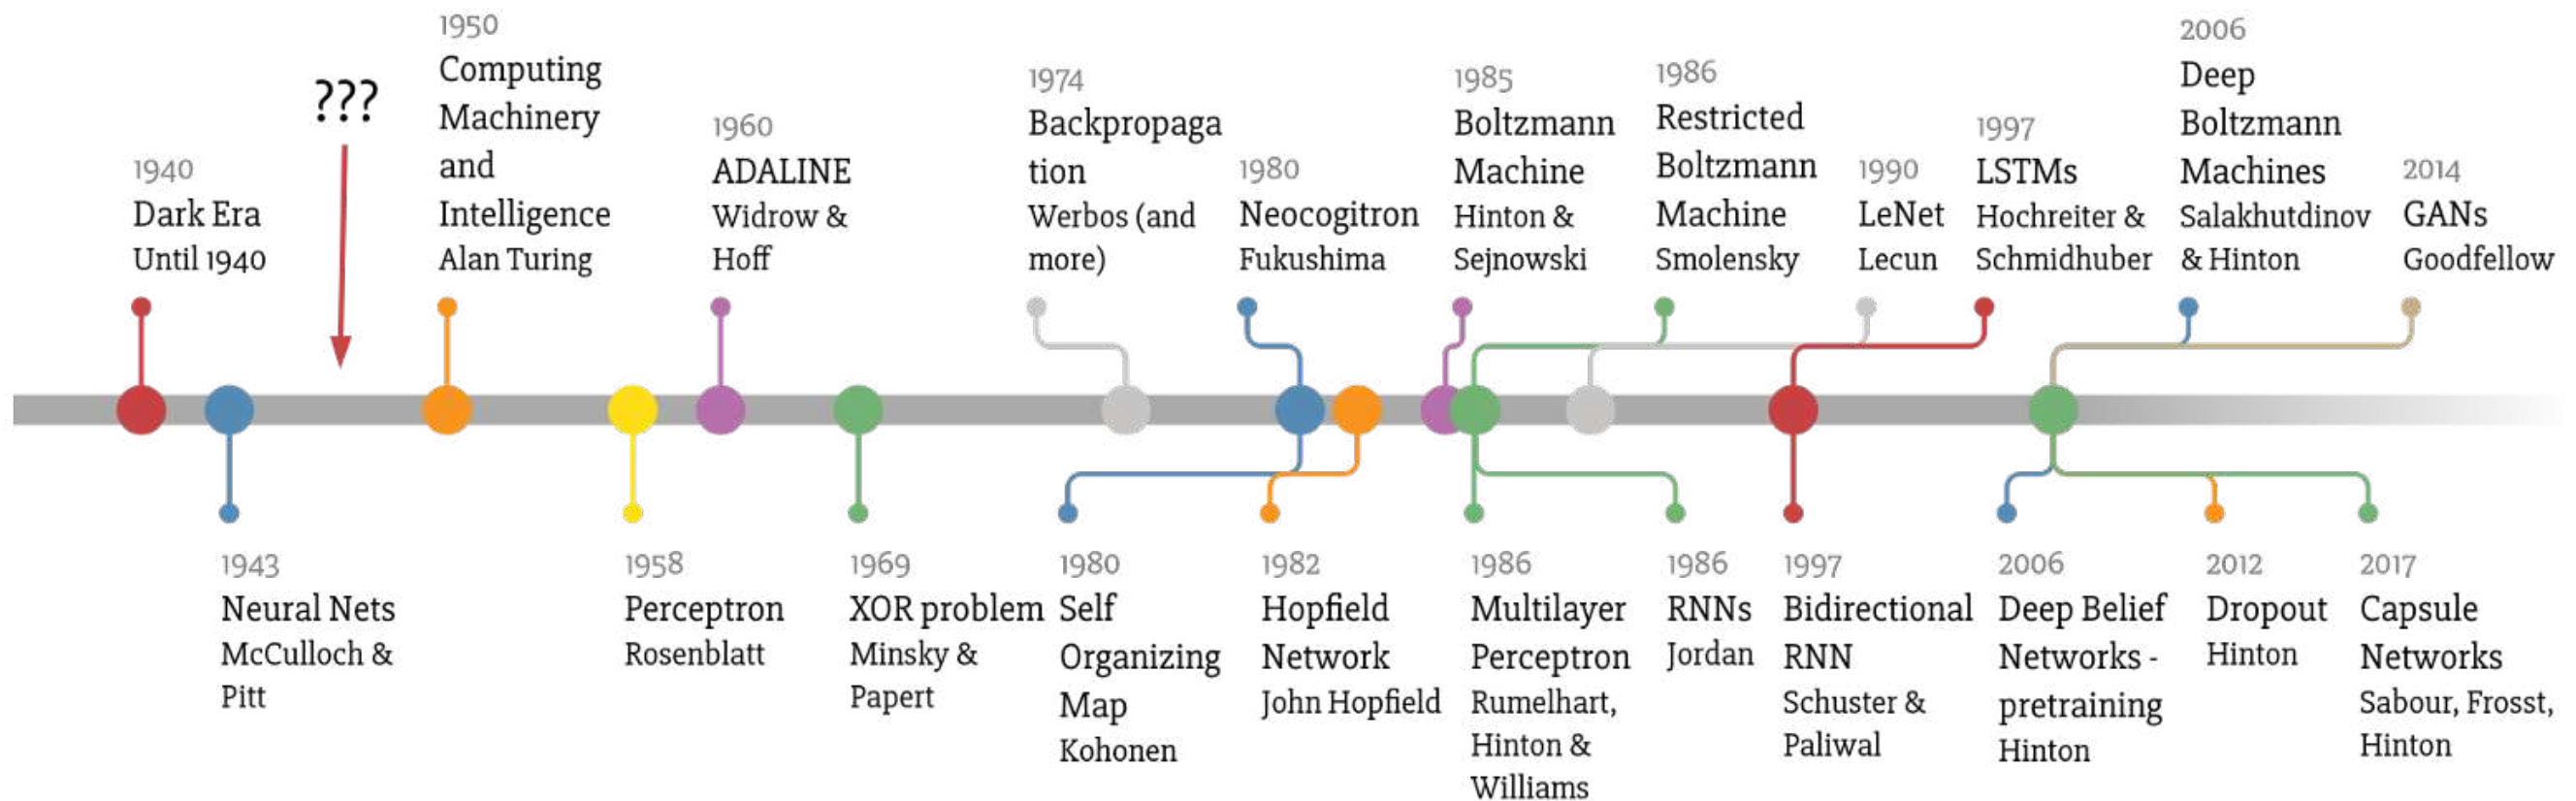 ???
1940
Dark Era
Until 1940
1950
Computing
Machinery
and
Intelligence
Alan Turing
1960
ADALINE
Widrow &
Hoff
1974
Backpropaga
tion
Werbos (and
more)
1980
Neocogitron
Fukushima
1985
Boltzmann
Machine
Hinton &
Sejnowski
1986
Restricted
Boltzmann
Machine
Smolensky
1990
LeNet
Lecun
1997
LSTMs
Hochreiter &
Schmidhuber
2006
Deep
Boltzmann
Machines
Salakhutdinov
& Hinton
2014
GANs
Goodfellow
1943
Neural Nets
McCulloch &
Pitt
1958
Perceptron
Rosenblatt
1969
XOR problem
Minsky &
Papert
1980
Self
Organizing
Map
Kohonen
1982
Hopfield
Network
John Hopfield
1986
Multilayer
Perceptron
Rumelhart,
Hinton &
Williams
1986
RNNs
Jordan
1997
Bidirectional
RNN
Schuster &
Paliwal
2006
Deep Belief
Networks -
pretraining
Hinton
2012
Dropout
Hinton
2017
Capsule
Networks
Sabour, Frosst,
Hinton